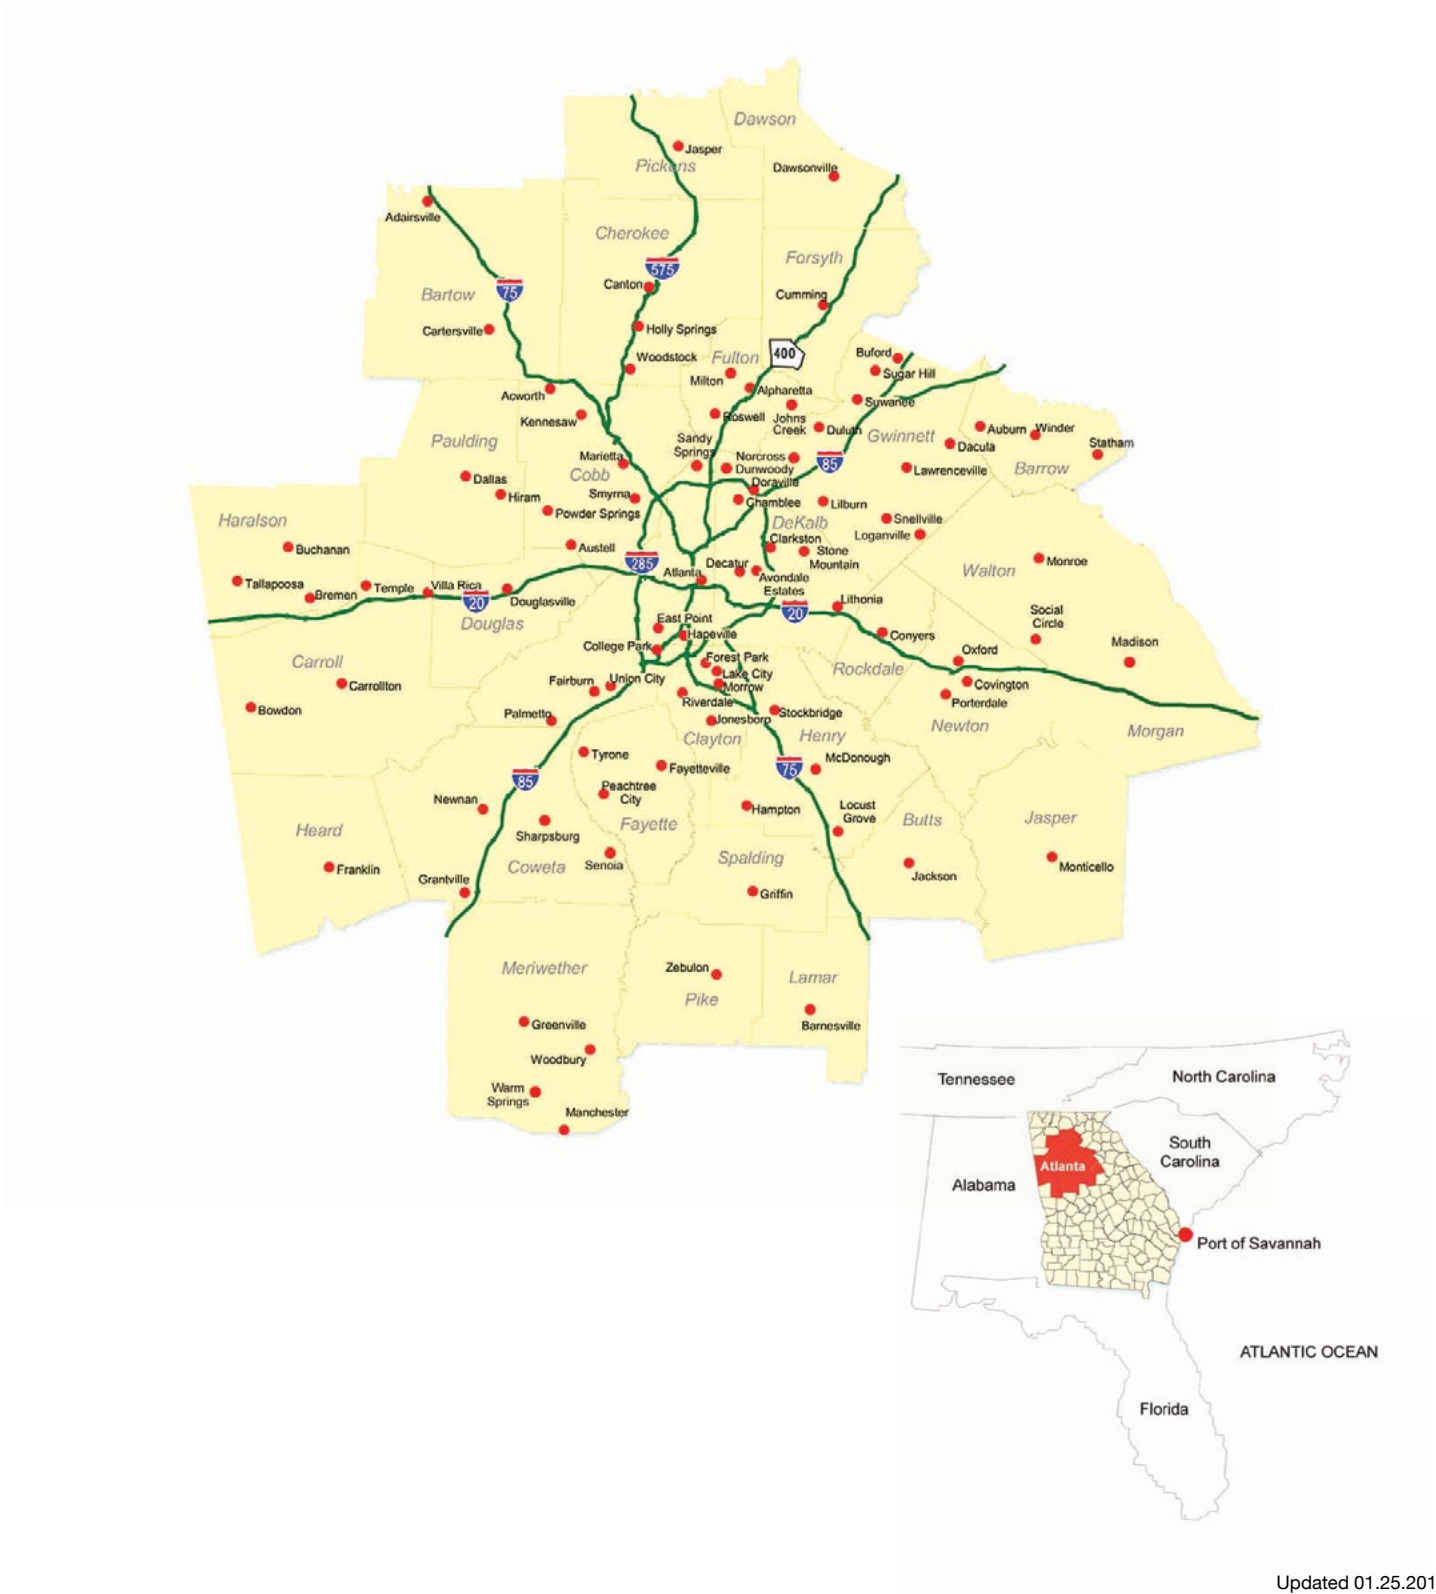 Dawson
Jasper
Pickens
Dawsonville
Adairsville
Cherokee
Forsyth
575
Canton
75
Bartow
Cumming
Cartersville
Holly Springs
400
Buford
Woodstock
Fulton
Sugar Hill
Milton
Alpharetta
Acworth
Suwanee
Kennesaw
Roswell
Johns
Creek
Duluth
Gwinnett
Auburn
Winder
Paulding
Sandy
Springs
Dacula
Statham
Marietta
Norcross
85
Cobb
Dunwoody
Lawrenceville
Barrow
Dallas
Doraville
Hiram
Smyrna
Chamblee
Lilburn
Powder Springs
Haralson
DeKalb
Snellville
Loganville
Buchanan
Austell
Clarkston
Stone
Mountain
285
Monroe
Walton
Tallapoosa
Temple
Villa Rica
Atlanta
Decatur
Avondale
Estates
Bremen
20
Douglasville
20
Lithonia
Douglas
East Point
Social
Circle
Hapeville
Conyers
College Park
Madison
Oxford
Carroll
Forest Park
Rockdale
Lake City
Carrollton
Fairburn
Union City
Morrow
Covington
Riverdale
Porterdale
Bowdon
Palmetto
Jonesboro
Stockbridge
Newton
Morgan
Clayton
Henry
Tyrone
McDonough
Fayetteville
75
85
Peachtree
City
Newnan
Hampton
Locust
Grove
Sharpsburg
Fayette
Butts
Jasper
Heard
Coweta
Senoia
Spalding
Franklin
Jackson
Monticello
Grantville
Griffin
Meriwether
Zebulon
Lamar
Pike
Greenville
Barnesville
Woodbury
Warm
Springs
Manchester
Tennessee
North Carolina
South
Carolina
Atlanta
Alabama
Port of Savannah
ATLANTIC OCEAN
Florida
Updated 01.25.201